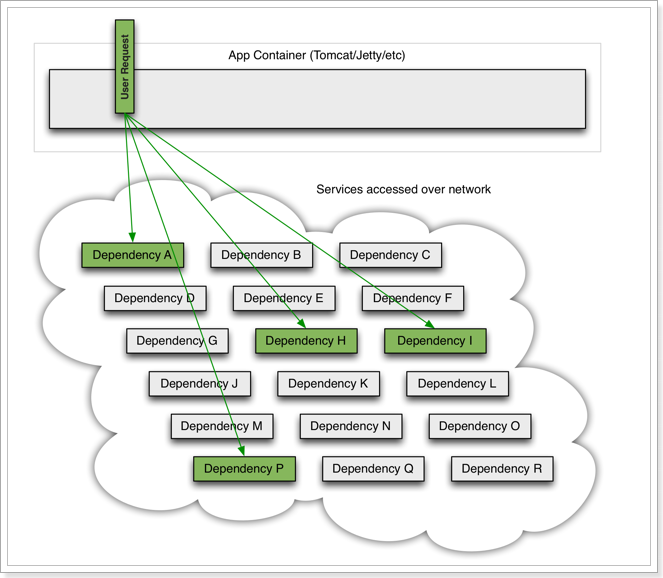 User Request
App Container (Tomcat/Jetty/etc)
Services accessed over network
Dependency A
Dependency B
Dependency C
Dependency D
Dependency E
Dependency F
Dependency G
Dependency H
Dependency I
Dependency J
Dependency K
Dependency L
Dependency M
Dependency N
Dependency O
Dependency P
Dependency Q
Dependency R